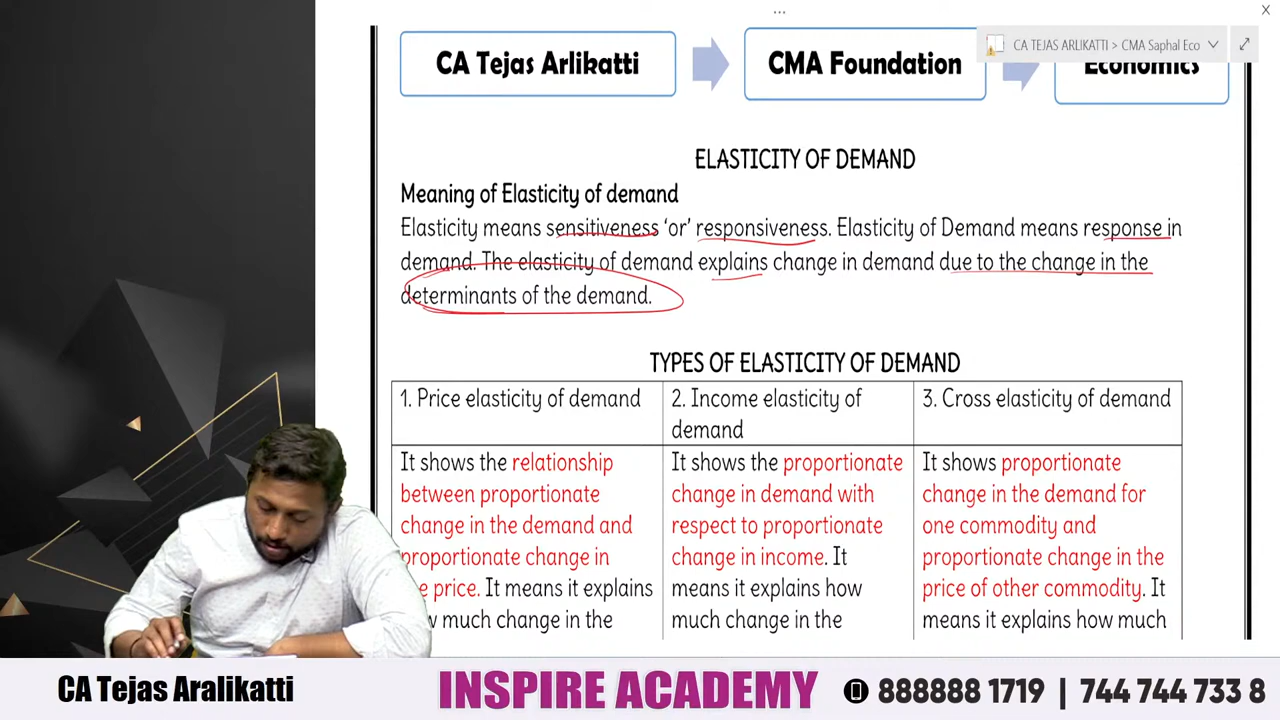 CA TEJAS ARLIKATTI > CMA Saphal Eco
CA Tejas Arlikatti
CMA Foundation
Economics
ELASTICITY OF DEMAND
Meaning of Elasticity of demand
Elasticity means sensitiveness ‘or’ responsiveness. Elasticity of Demand means response in
demand. The elasticity of demand explains change in demand due to the change in the
determinants of the demand.
TYPES OF ELASTICITY OF DEMAND
1. Price elasticity of demand
It shows the relationship
between proportionate
change in the demand and
proportionate change in
e price. It means it explains
w much change in the
2. Income elasticity of
demand
It shows the proportionate
change in demand with
respect to proportionate
change in income. It
means it explains how
much change in the
3. Cross elasticity of demand
It shows proportionate
change in the demand for
one commodity and
proportionate change in the
price of other commodity. It
means it explains how much
CA Tejas Aralikatti
INSPIRE ACADEMY
888888 1719 | 744 744 733 8